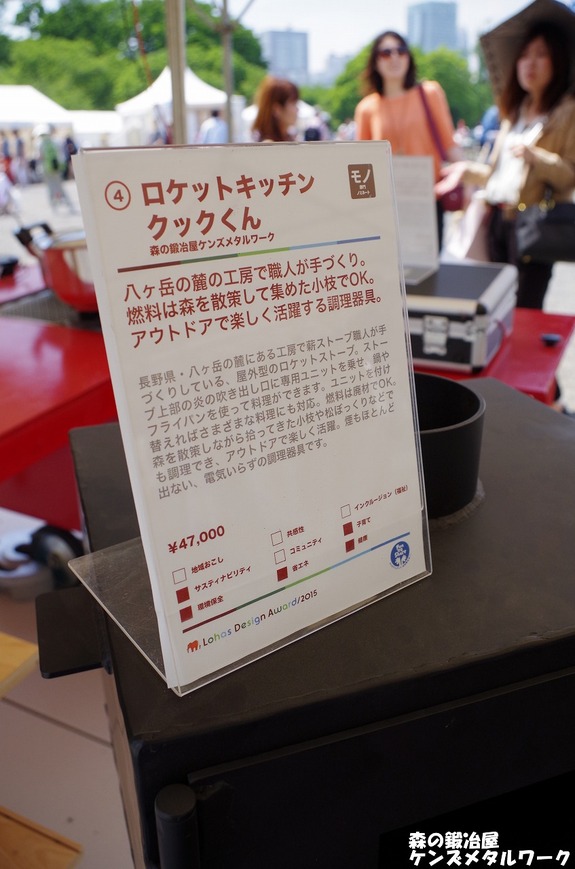 ④ ロケットキッチン
クックくん
森の鍛冶屋ケンズメタルワーク
モノ
八ヶ岳の麓の工房で職人が手づくり。
燃料は森を散策して集めた小枝でOK。
アウトドアで楽しく活躍する調理器具。
長野県・八ヶ岳の麓にある工房で薪ストーブ職人が手
づくりしている、屋外型のロケットストーブ。ストー
ブ上部の炎の吹き出し口に専用ユニットを乗せ、鍋や
フライパンを使って料理ができます。ユニットを付け
替えればさまざまな料理にも対応。燃料は廃材でOK。
森を散策しながら拾ってきた小枝や松ぼっくりなどで
も調理でき、アウトドアで楽しく活躍。煙もほとんど
出ない、電気いらずの調理器具です。
¥47,000
地域おこし
サスティナビリティ
環境保全
共感性
コミュニティ
省エネ
インクルージョン（福祉）
子育て
健康
Lohas Design Award/2015
森の鍛冶屋
ケンズメタルワーク